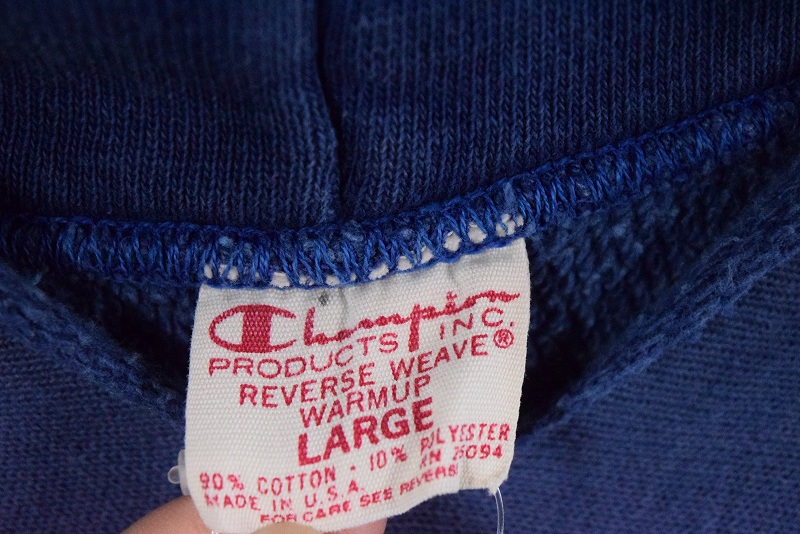 Champion
PRODUCTS INC.
REVERSE WEAVE®
WARMUP
LARGE
90% COTTON - 10% POLYESTER
MADE IN U.S.A. RN 26094
FOR CARE SEE REVERSE